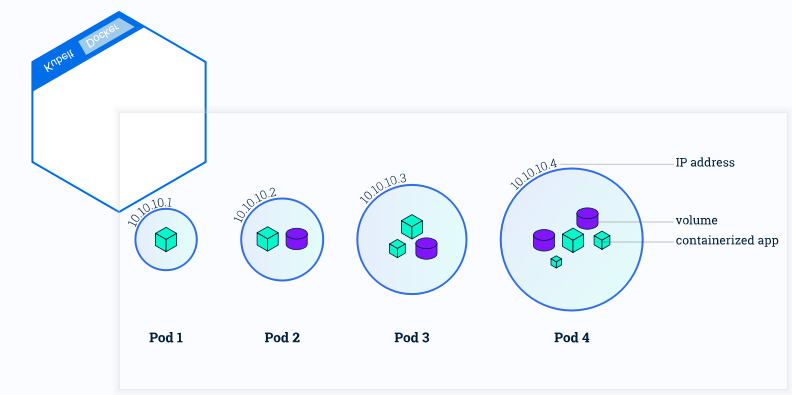 Kubelt
Docker
10.10.10.1
10.10.10.2
10.10.10.3
10.10.10.4
IP address
volume
containerized app
Pod 1
Pod 2
Pod 3
Pod 4